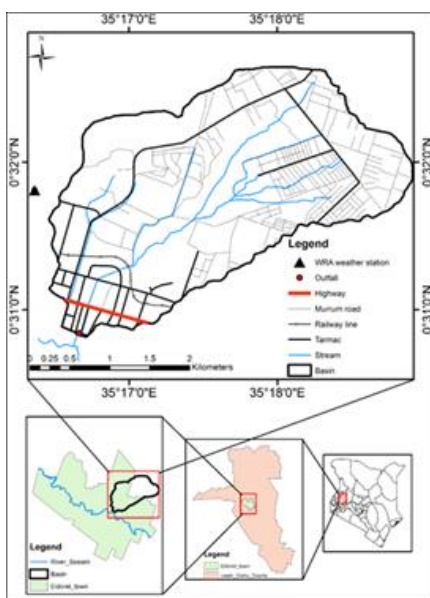 35°17'0"E 35°18'0"E
N
0°32'0"N 0°32'0"N
Legend
WRA weather station
Outfall
Highway
Murrum road
Railway line
Tarmac
Stream
Basin
0°31'0"N 0°31'0"N
0 0.25 0.5 1 1.5 2
Kilometers
35°17'0"E 35°18'0"E
Legend
River_Sosiani
Basin
Eldoret_town
Legend
Eldoret_town